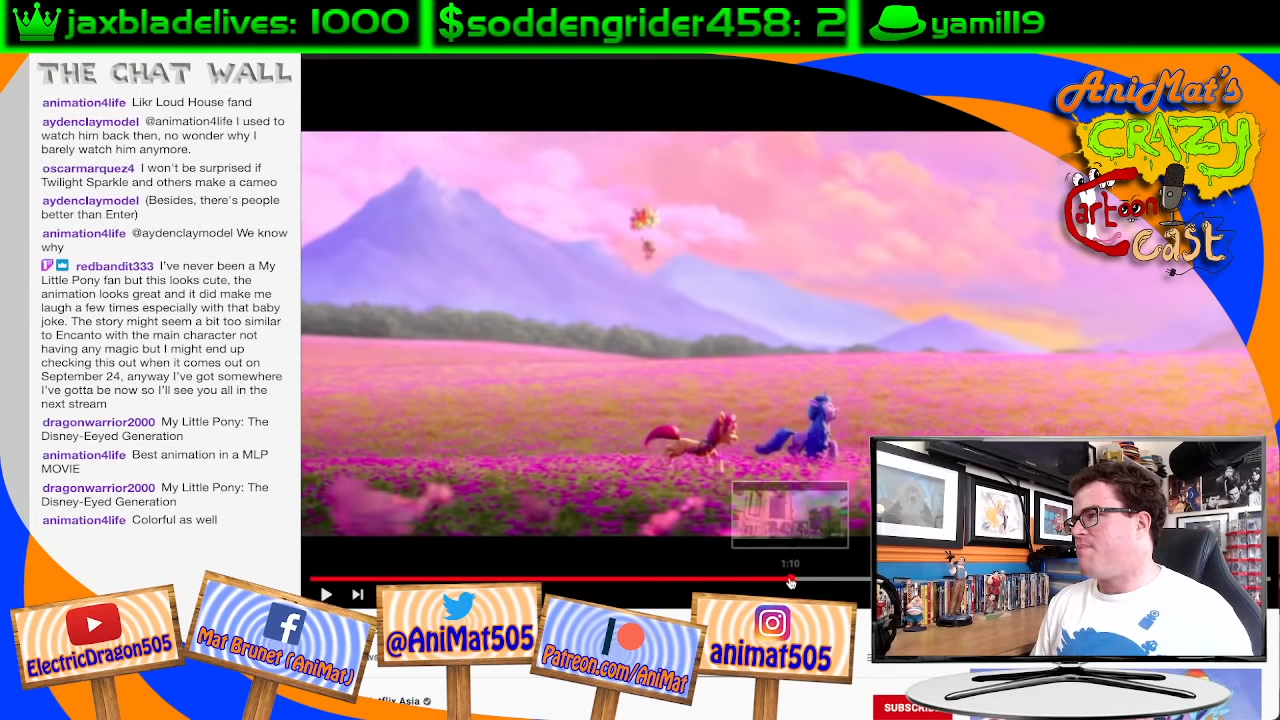 jaxbladelives: 1000
$soddengrider458: 2
yamill9
THE CHAT WALL
animation4life Likr Loud House fand
aydenclaymodel @animation4life I used to
watch him back then, no wonder why I
barely watch him anymore.
oscarmarquez4 I won't be surprised if
Twilight Sparkle and others make a cameo
aydenclaymodel (Besides, there's people
better than Enter)
animation4life @aydenclaymodel We know
why
redbandit333 I've never been a My
Little Pony fan but this looks cute, the
animation looks great and it did make me
laugh a few times especially with that baby
joke. The story might seem a bit too similar
to Encanto with the main character not
having any magic but I might end up
checking this out when it comes out on
September 24, anyway I've got somewhere
I've gotta be now so I'll see you all in the
next stream
dragonwarrior2000 My Little Pony: The
Disney-Eeyed Generation
animation4life Best animation in a MLP
MOVIE
dragonwarrior2000 My Little Pony: The
Disney-Eyed Generation
animation4life Colorful as well
AniMat's
CRAZY
Cartoon
Cast
1:10
ElectricDragon505
Mat Brunet (AniMat)
@AniMat505
Patreon.com/AniMat
animat505
Asia
SUBSCRIB